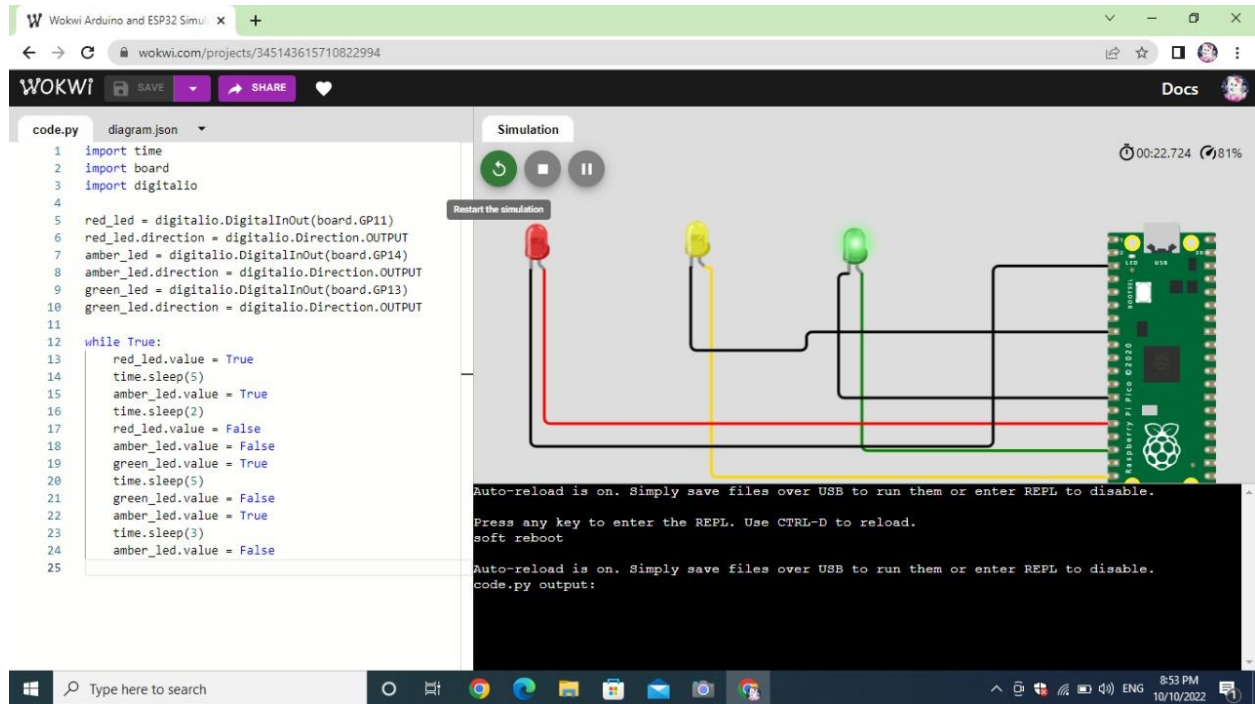 Wokwi Arduino and ESP32 Simul
wokwi.com/projects/345143615710822994
WOKWI SAVE SHARE Docs
code.py diagram.json
Simulation
00:22.724 81%
Restart the simulation
1 import time
2 import board
3 import digitalio
4
5 red_led = digitalio.DigitalInOut(board.GP11)
6 red_led.direction = digitalio.Direction.OUTPUT
7 amber_led = digitalio.DigitalInOut(board.GP14)
8 amber_led.direction = digitalio.Direction.OUTPUT
9 green_led = digitalio.DigitalInOut(board.GP13)
10 green_led.direction = digitalio.Direction.OUTPUT
11
12 while True:
13 red_led.value = True
14 time.sleep(5)
15 amber_led.value = True
16 time.sleep(2)
17 red_led.value = False
18 amber_led.value = False
19 green_led.value = True
20 time.sleep(5)
21 green_led.value = False
22 amber_led.value = True
23 time.sleep(3)
24 amber_led.value = False
25
LED USB
BOOTSEL
Raspberry Pi Pico ©2020
Auto-reload is on. Simply save files over USB to run them or enter REPL to disable.
Press any key to enter the REPL. Use CTRL-D to reload.
soft reboot
Auto-reload is on. Simply save files over USB to run them or enter REPL to disable.
code.py output:
Type here to search
ENG
8:53 PM
10/10/2022